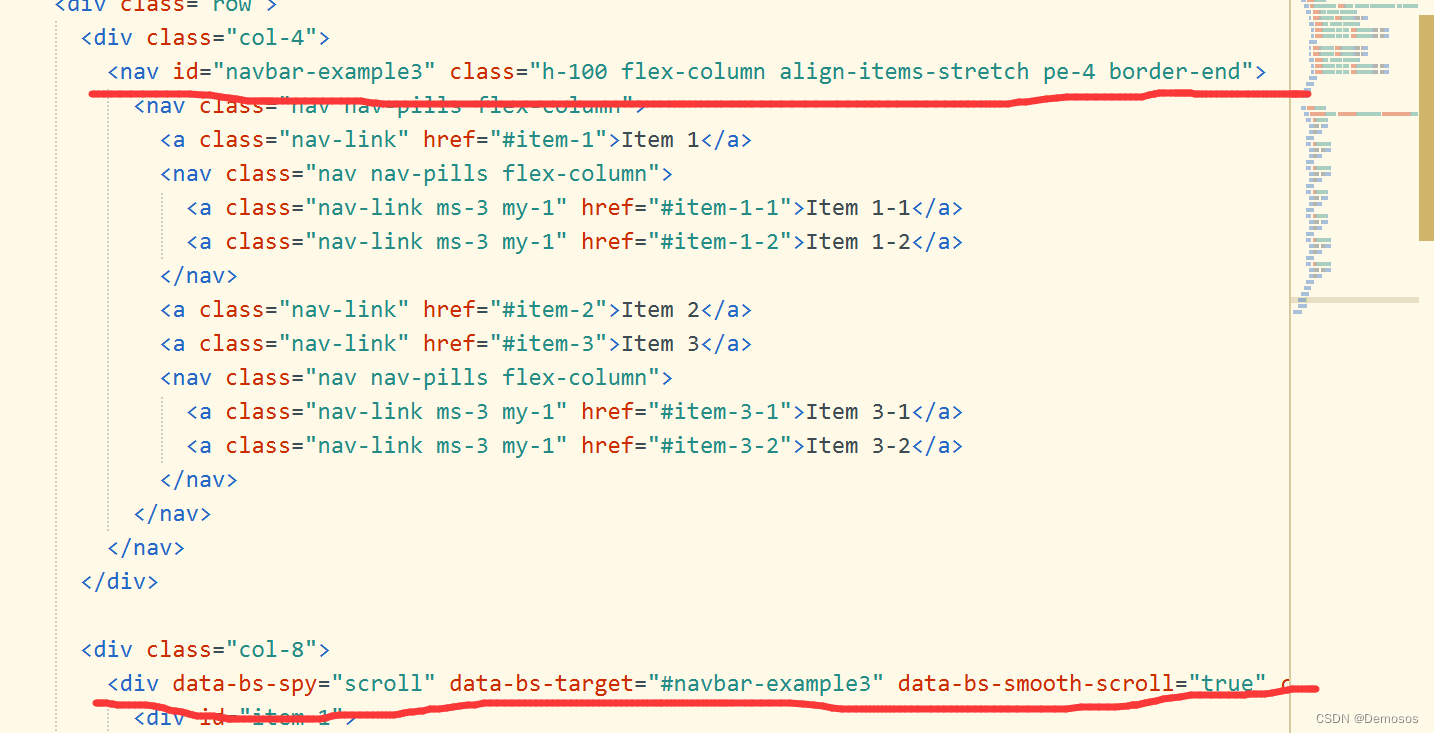 <div class="row">
<div class="col-4">
<nav id="navbar-example3" class="h-100 flex-column align-items-stretch pe-4 border-end">
<nav class="nav nav-pills flex-column">
<a class="nav-link" href="#item-1">Item 1</a>
<nav class="nav nav-pills flex-column">
<a class="nav-link ms-3 my-1" href="#item-1-1">Item 1-1</a>
<a class="nav-link ms-3 my-1" href="#item-1-2">Item 1-2</a>
</nav>
<a class="nav-link" href="#item-2">Item 2</a>
<a class="nav-link" href="#item-3">Item 3</a>
<nav class="nav nav-pills flex-column">
<a class="nav-link ms-3 my-1" href="#item-3-1">Item 3-1</a>
<a class="nav-link ms-3 my-1" href="#item-3-2">Item 3-2</a>
</nav>
</nav>
</nav>
</div>
<div class="col-8">
<div data-bs-spy="scroll" data-bs-target="#navbar-example3" data-bs-smooth-scroll="true"
<div id="item-1">
CSDN @Demosos